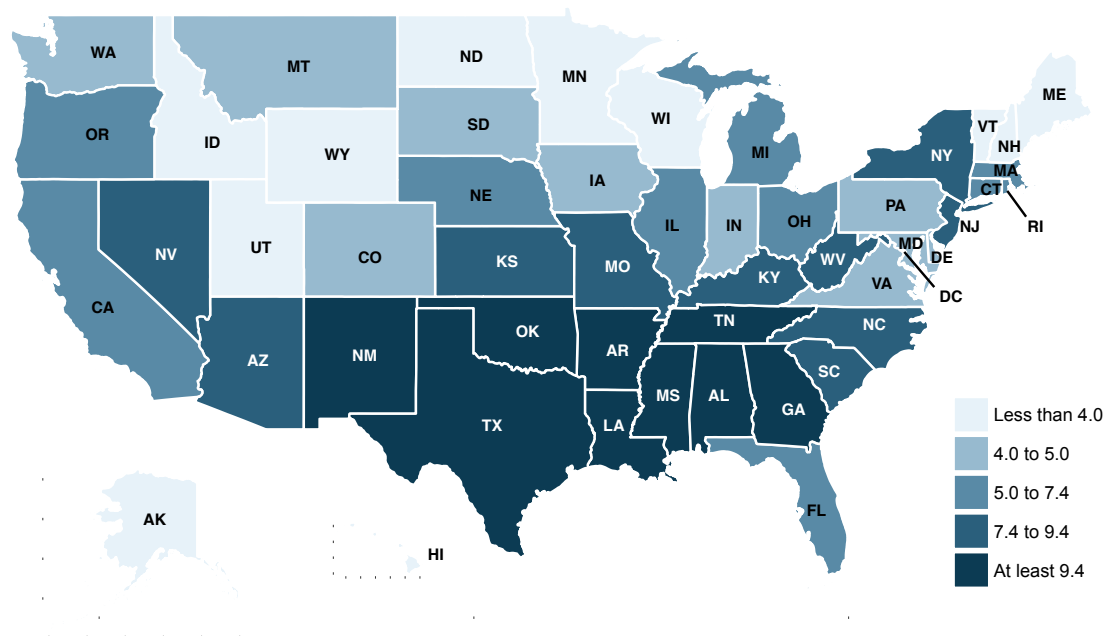 WA
MT
ND
MN
ME
OR
ID
WY
SD
WI
MI
VT
NH
NY
MA
CT
RI
NE
IA
IL
IN
OH
PA
NJ
NV
UT
CO
KS
MO
KY
WV
MD
DE
VA
DC
CA
AZ
NM
OK
AR
TN
NC
SC
TX
LA
MS
AL
GA
FL
AK
HI
Less than 4.0
4.0 to 5.0
5.0 to 7.4
7.4 to 9.4
At least 9.4